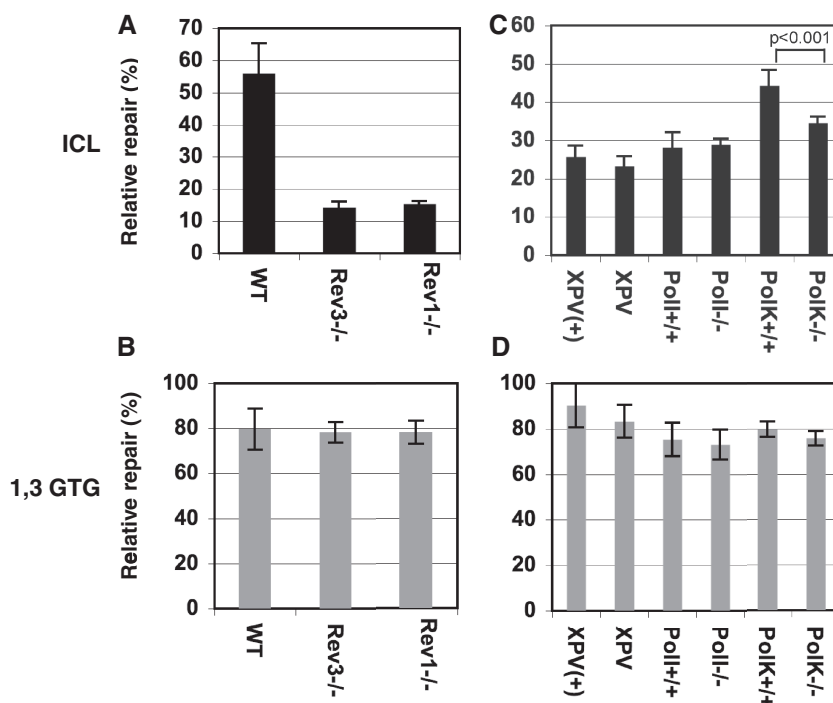 A
C
ICL
Relative repair (%)
70
60
50
40
30
20
10
0
WT
Rev3-/-
Rev1-/-
60
50
40
30
20
10
0
p<0.001
XPV(+)
XPV
PolI+/+
PolI-/-
PolK+/+
PolK-/-
B
D
1,3 GTG
Relative repair (%)
100
80
60
40
20
0
WT
Rev3-/-
Rev1-/-
100
80
60
40
20
0
XPV(+)
XPV
PolI+/+
PolI-/-
PolK+/+
PolK-/-